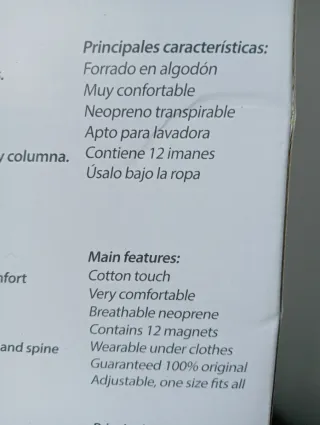 Principales características:
Forrado en algodón
Muy confortable
Neopreno transpirable
Apto para lavadora
y columna.
Contiene 12 imanes
Úsalo bajo la ropa
Main features:
Cotton touch
Very comfortable
Breathable neoprene
Contains 12 magnets
and spine
Wearable under clothes
Guaranteed 100% original
Adjustable, one size fits all